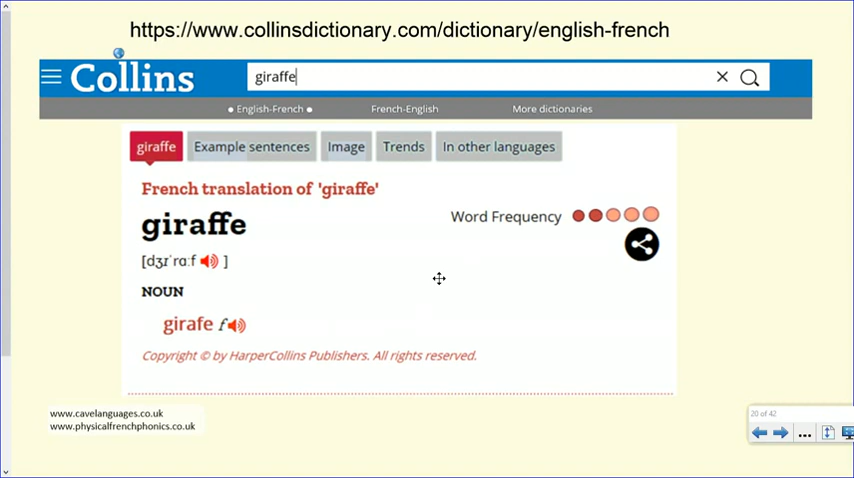 https://www.collinsdictionary.com/dictionary/english-french
Collins
giraffe
● English-French ● French-English More dictionaries
giraffe Example sentences Image Trends In other languages
French translation of 'giraffe'
giraffe
Word Frequency
[dʒɪˈrɑːf ]
NOUN
girafe f
Copyright © by HarperCollins Publishers. All rights reserved.
www.cavelanguages.co.uk
www.physicalfrenchphonics.co.uk
20 of 42